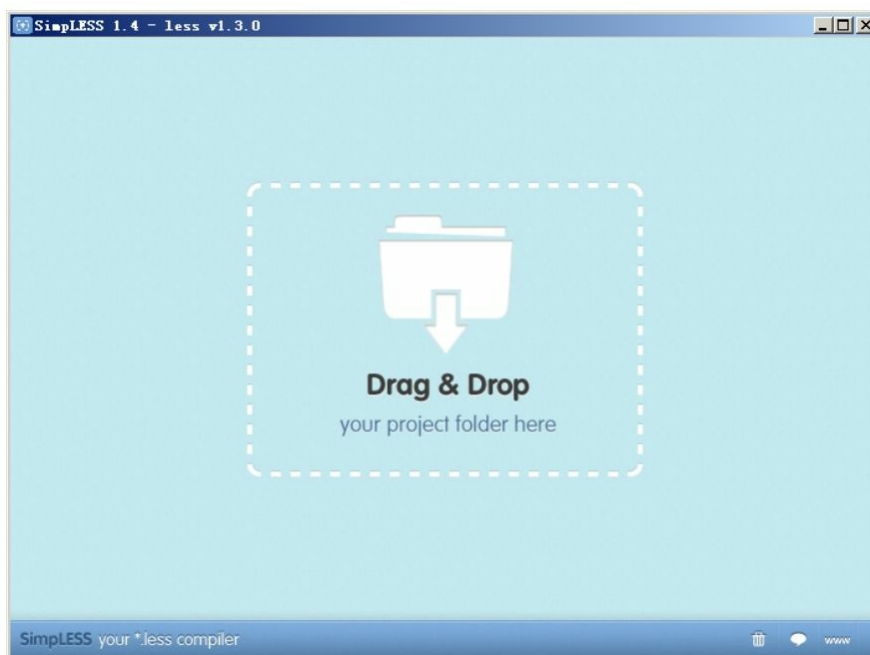 SimpLESS 1.4 - less v1.3.0
Drag & Drop
your project folder here
SimpLESS your *.less compiler
www